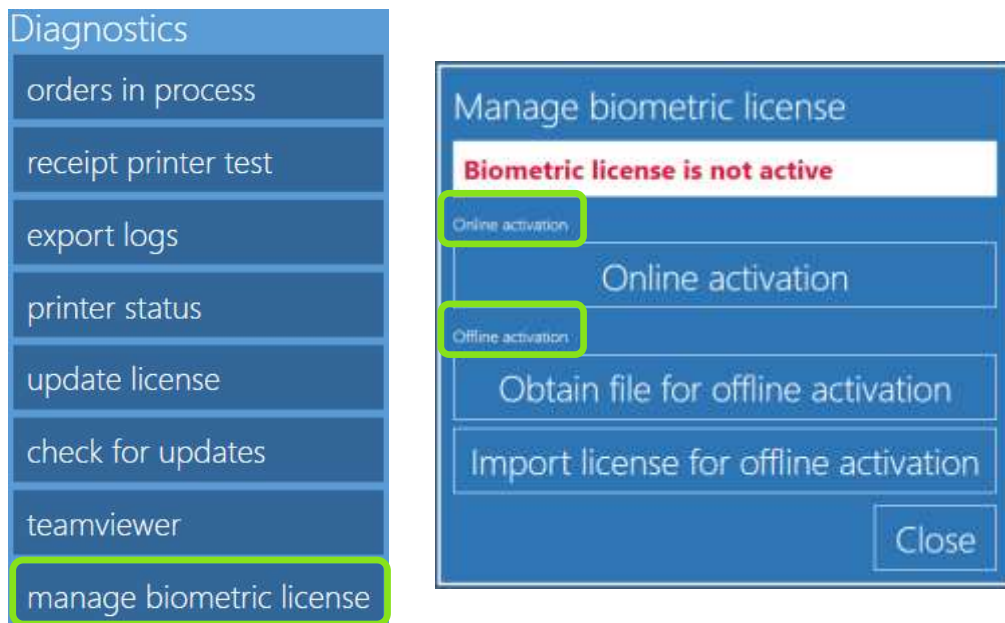 Diagnostics
orders in process
receipt printer test
export logs
printer status
update license
check for updates
teamviewer
manage biometric license
Manage biometric license
Biometric license is not active
Online activation
Online activation
Offline activation
Obtain file for offline activation
Import license for offline activation
Close